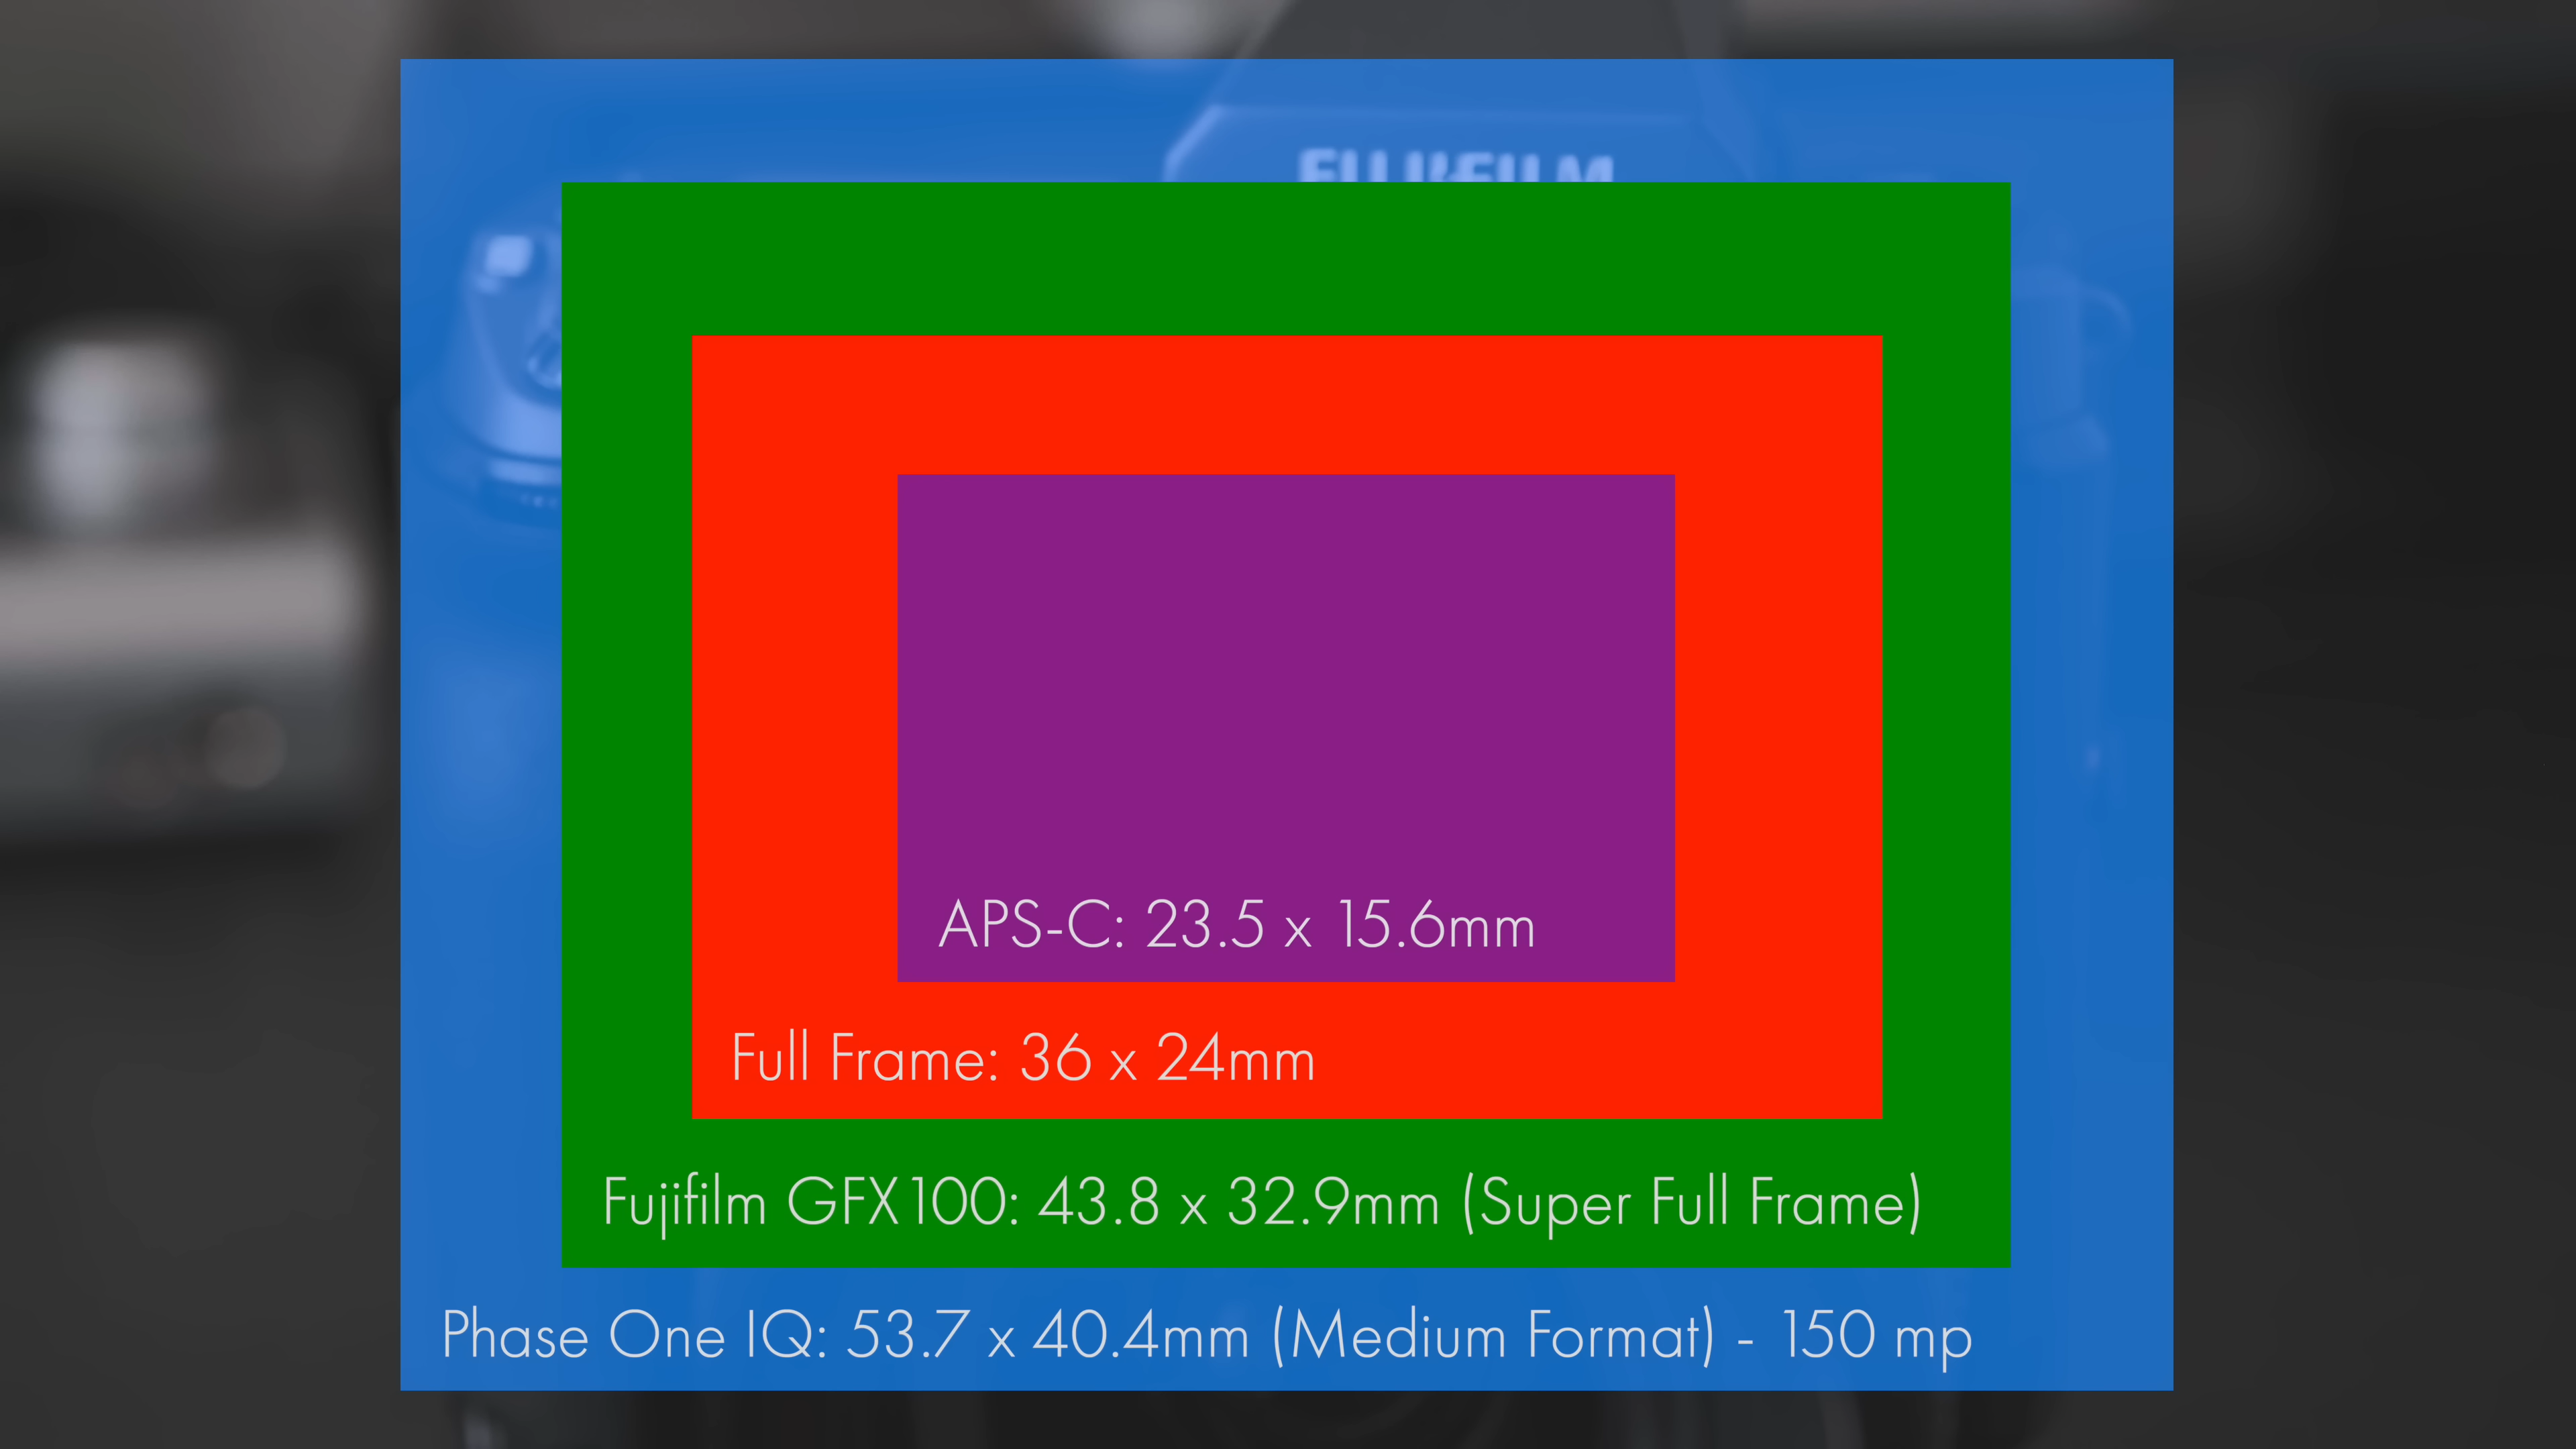 FUJIFILM
APS-C: 23.5 x 15.6mm
Full Frame: 36 x 24mm
Fujifilm GFX100: 43.8 x 32.9mm (Super Full Frame)
Phase One IQ: 53.7 x 40.4mm (Medium Format) - 150 mp